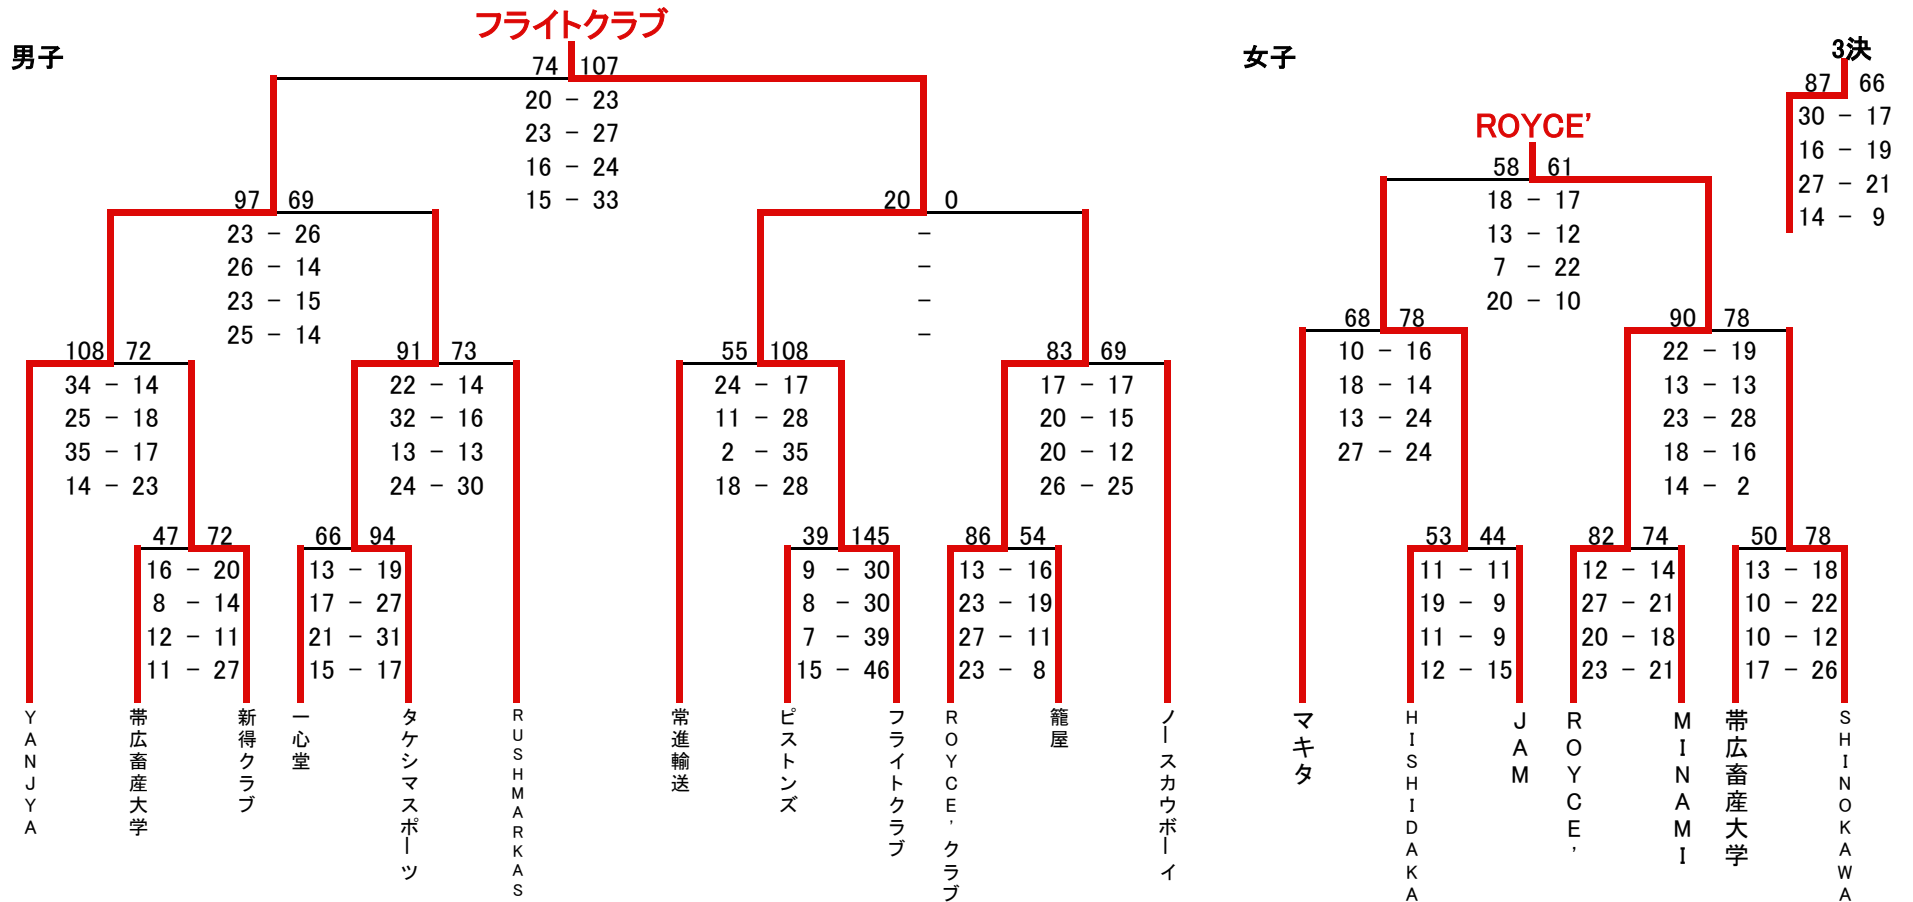 フライトクラブ
男子
74 107
20 - 23
23 - 27
16 - 24
15 - 33
97 69
23 - 26
26 - 14
23 - 15
25 - 14
20 0
-
-
-
-
108 72
34 - 14
25 - 18
35 - 17
14 - 23
91 73
22 - 14
32 - 16
13 - 13
24 - 30
55 108
24 - 17
11 - 28
2 - 35
18 - 28
83 69
17 - 17
20 - 15
20 - 12
26 - 25
47 72
16 - 20
8 - 14
12 - 11
11 - 27
66 94
13 - 19
17 - 27
21 - 31
15 - 17
39 145
9 - 30
8 - 30
7 - 39
15 - 46
86 54
13 - 16
23 - 19
27 - 11
23 - 8
YANJYA
帯広畜産大学
新得クラブ
一心堂
タケシマスポーツ
RUSHMARKAS
常進輸送
ピストンズ
フライトクラブ
ROYCE'クラブ
籠屋
ノースカウボーイ
女子
ROYCE'
58 61
18 - 17
13 - 12
7 - 22
20 - 10
68 78
10 - 16
18 - 14
13 - 24
27 - 24
90 78
22 - 19
13 - 13
23 - 28
18 - 16
14 - 2
53 44
11 - 11
19 - 9
11 - 9
12 - 15
82 74
12 - 14
27 - 21
20 - 18
23 - 21
50 78
13 - 18
10 - 22
10 - 12
17 - 26
マキタ
HISHIDAKA
JAM
ROYCE'
MINAMI
帯広畜産大学
SHINOKAWA
3決
87 66
30 - 17
16 - 19
27 - 21
14 - 9